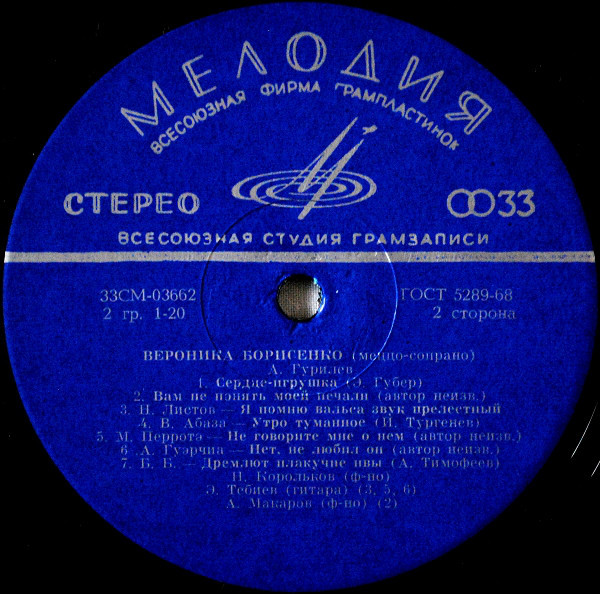 МЕЛОДИЯ
ВСЕСОЮЗНАЯ ФИРМА ГРАМПЛАСТИНОК
СТЕРЕО
33
ВСЕСОЮЗНАЯ СТУДИЯ ГРАМЗАПИСИ
33СМ-03662 ГОСТ 5289-68
2 гр. 1-20 2 сторона
ВЕРОНИКА БОРИСЕНКО (меццо-сопрано)
А. Гурилев
1. Сердце-игрушка (Э. Губер)
2. Вам не понять моей печали (автор неизв.)
3. Н. Листов — Я помню вальса звук прелестный
4. В. Абаза — Утро туманное (И. Тургенев)
5. М. Перротэ — Не говорите мне о нем (автор неизв.)
6 А. Гуэрчиа — Нет, не любил он (автор неизв.)
7. Б. Б. — Дремлют плакучие ивы (А. Тимофеев)
Н. Корольков (ф-но)
Э. Тебиев (гитара) (3, 5, 6)
А. Макаров (ф-но) (2)